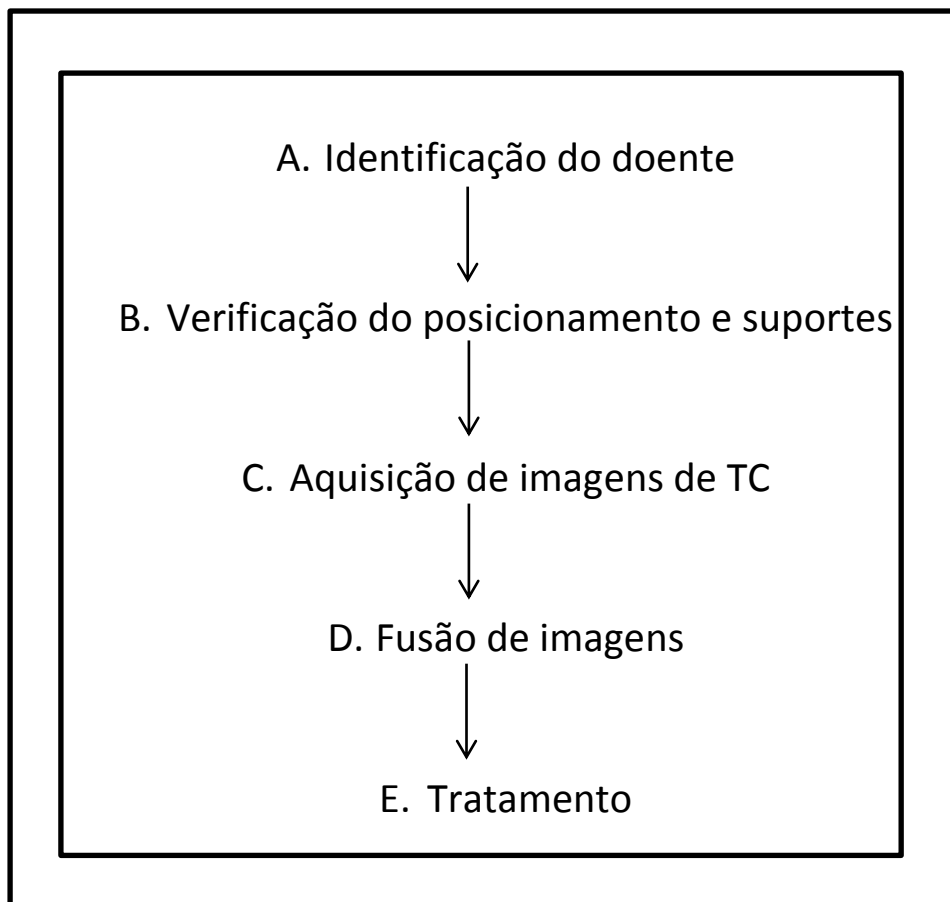 A. Identificação do doente
B. Verificação do posicionamento e suportes
C. Aquisição de imagens de TC
D. Fusão de imagens
E. Tratamento